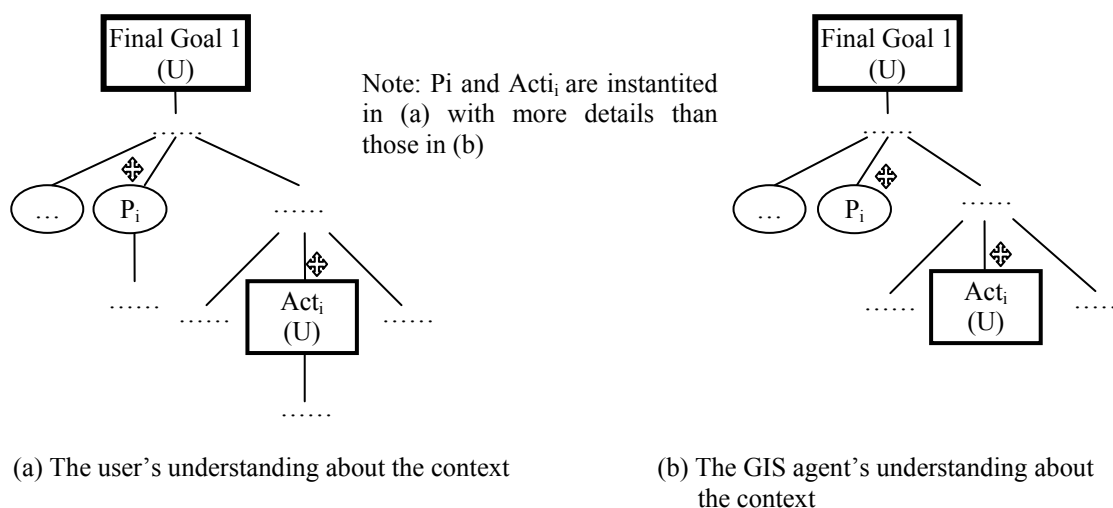 Final Goal 1
(U)
Note: Pi and Actiᵢ are instantited
in (a) with more details than
those in (b)
Final Goal 1
(U)
......
......
...
Pᵢ
......
...
Pᵢ
......
......
......
Actᵢ
(U)
......
......
Actᵢ
(U)
......
......
(a) The user’s understanding about the context
(b) The GIS agent’s understanding about
the context